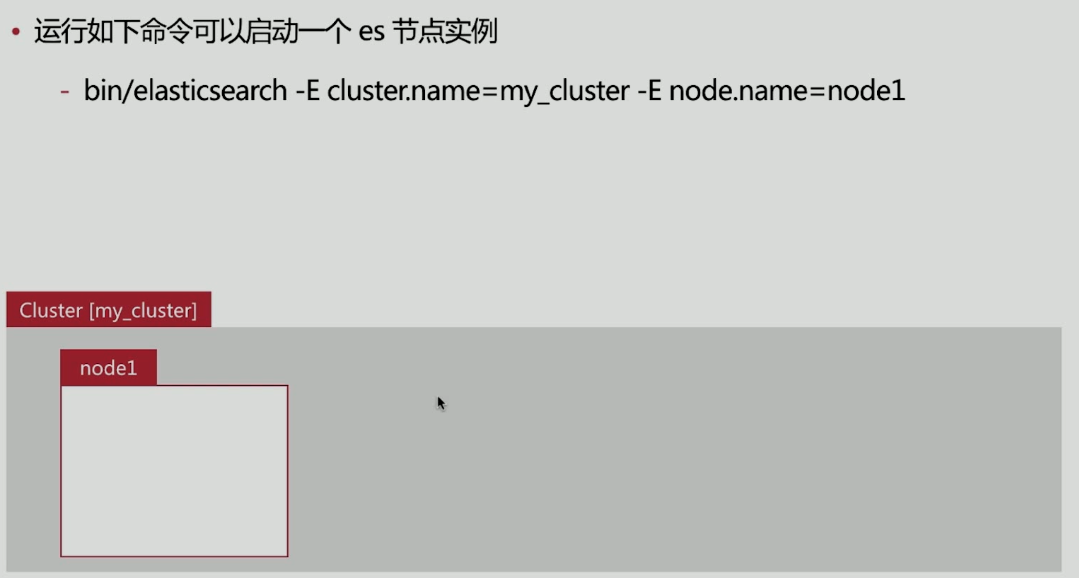 • 运行如下命令可以启动一个 es 节点实例
- bin/elasticsearch -E cluster.name=my_cluster -E node.name=node1
Cluster [my_cluster]
node1